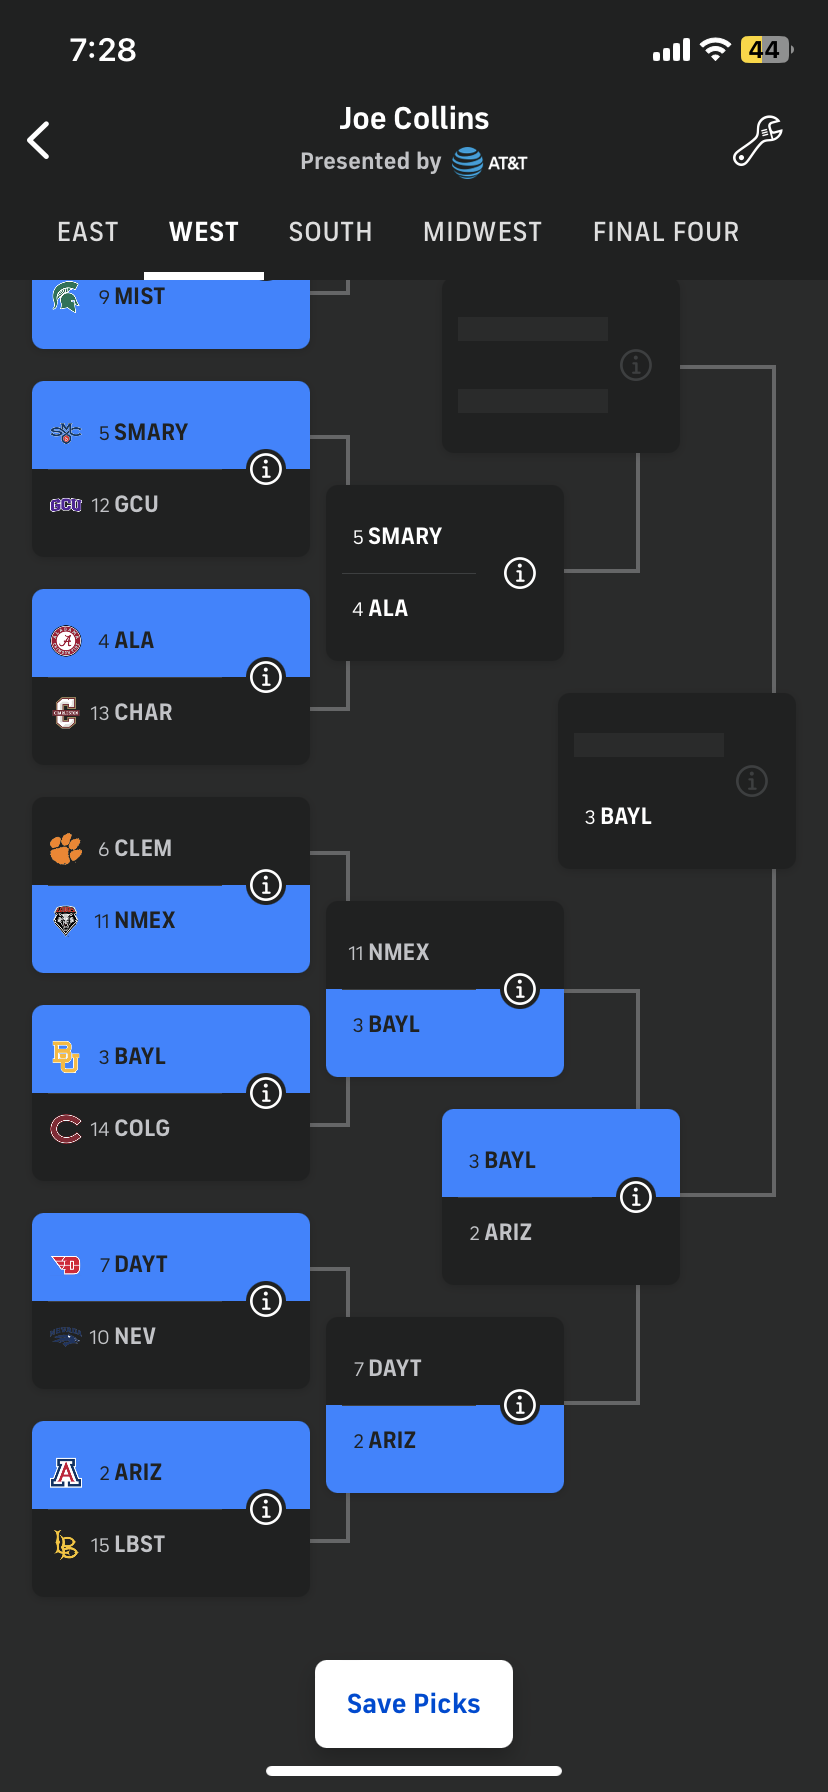 7:28
44
Joe Collins
Presented by AT&T
EAST WEST SOUTH MIDWEST FINAL FOUR
9 MIST
5 SMARY
GCU 12 GCU
5 SMARY
4 ALA
4 ALA
13 CHAR
3 BAYL
6 CLEM
11 NMEX
11 NMEX
3 BAYL
3 BAYL
14 COLG
3 BAYL
2 ARIZ
7 DAYT
10 NEV
7 DAYT
2 ARIZ
2 ARIZ
15 LBST
Save Picks